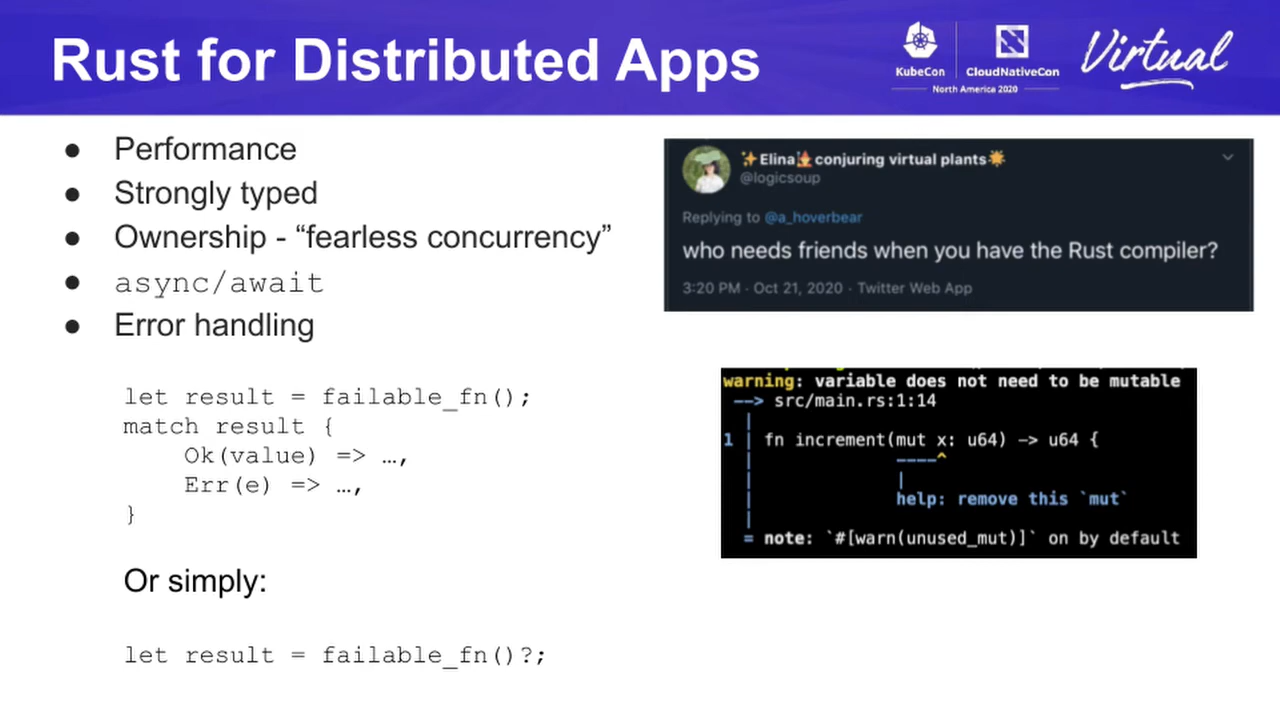 Rust for Distributed Apps
KubeCon
CloudNativeCon
North America 2020
Virtual
● Performance
● Strongly typed
● Ownership - “fearless concurrency”
● async/await
● Error handling
let result = failable_fn();
match result {
Ok(value) => …,
Err(e) => …,
}
Or simply:
let result = failable_fn()?;
✨Elina🧜conjuring virtual plants🌟
@logicsoup
Replying to @a_hoverbear
who needs friends when you have the Rust compiler?
3:20 PM · Oct 21, 2020 · Twitter Web App
warning: variable does not need to be mutable
--> src/main.rs:1:14
|
1 | fn increment(mut x: u64) -> u64 {
| ----^
| |
| help: remove this `mut`
|
= note: `#[warn(unused_mut)]` on by default